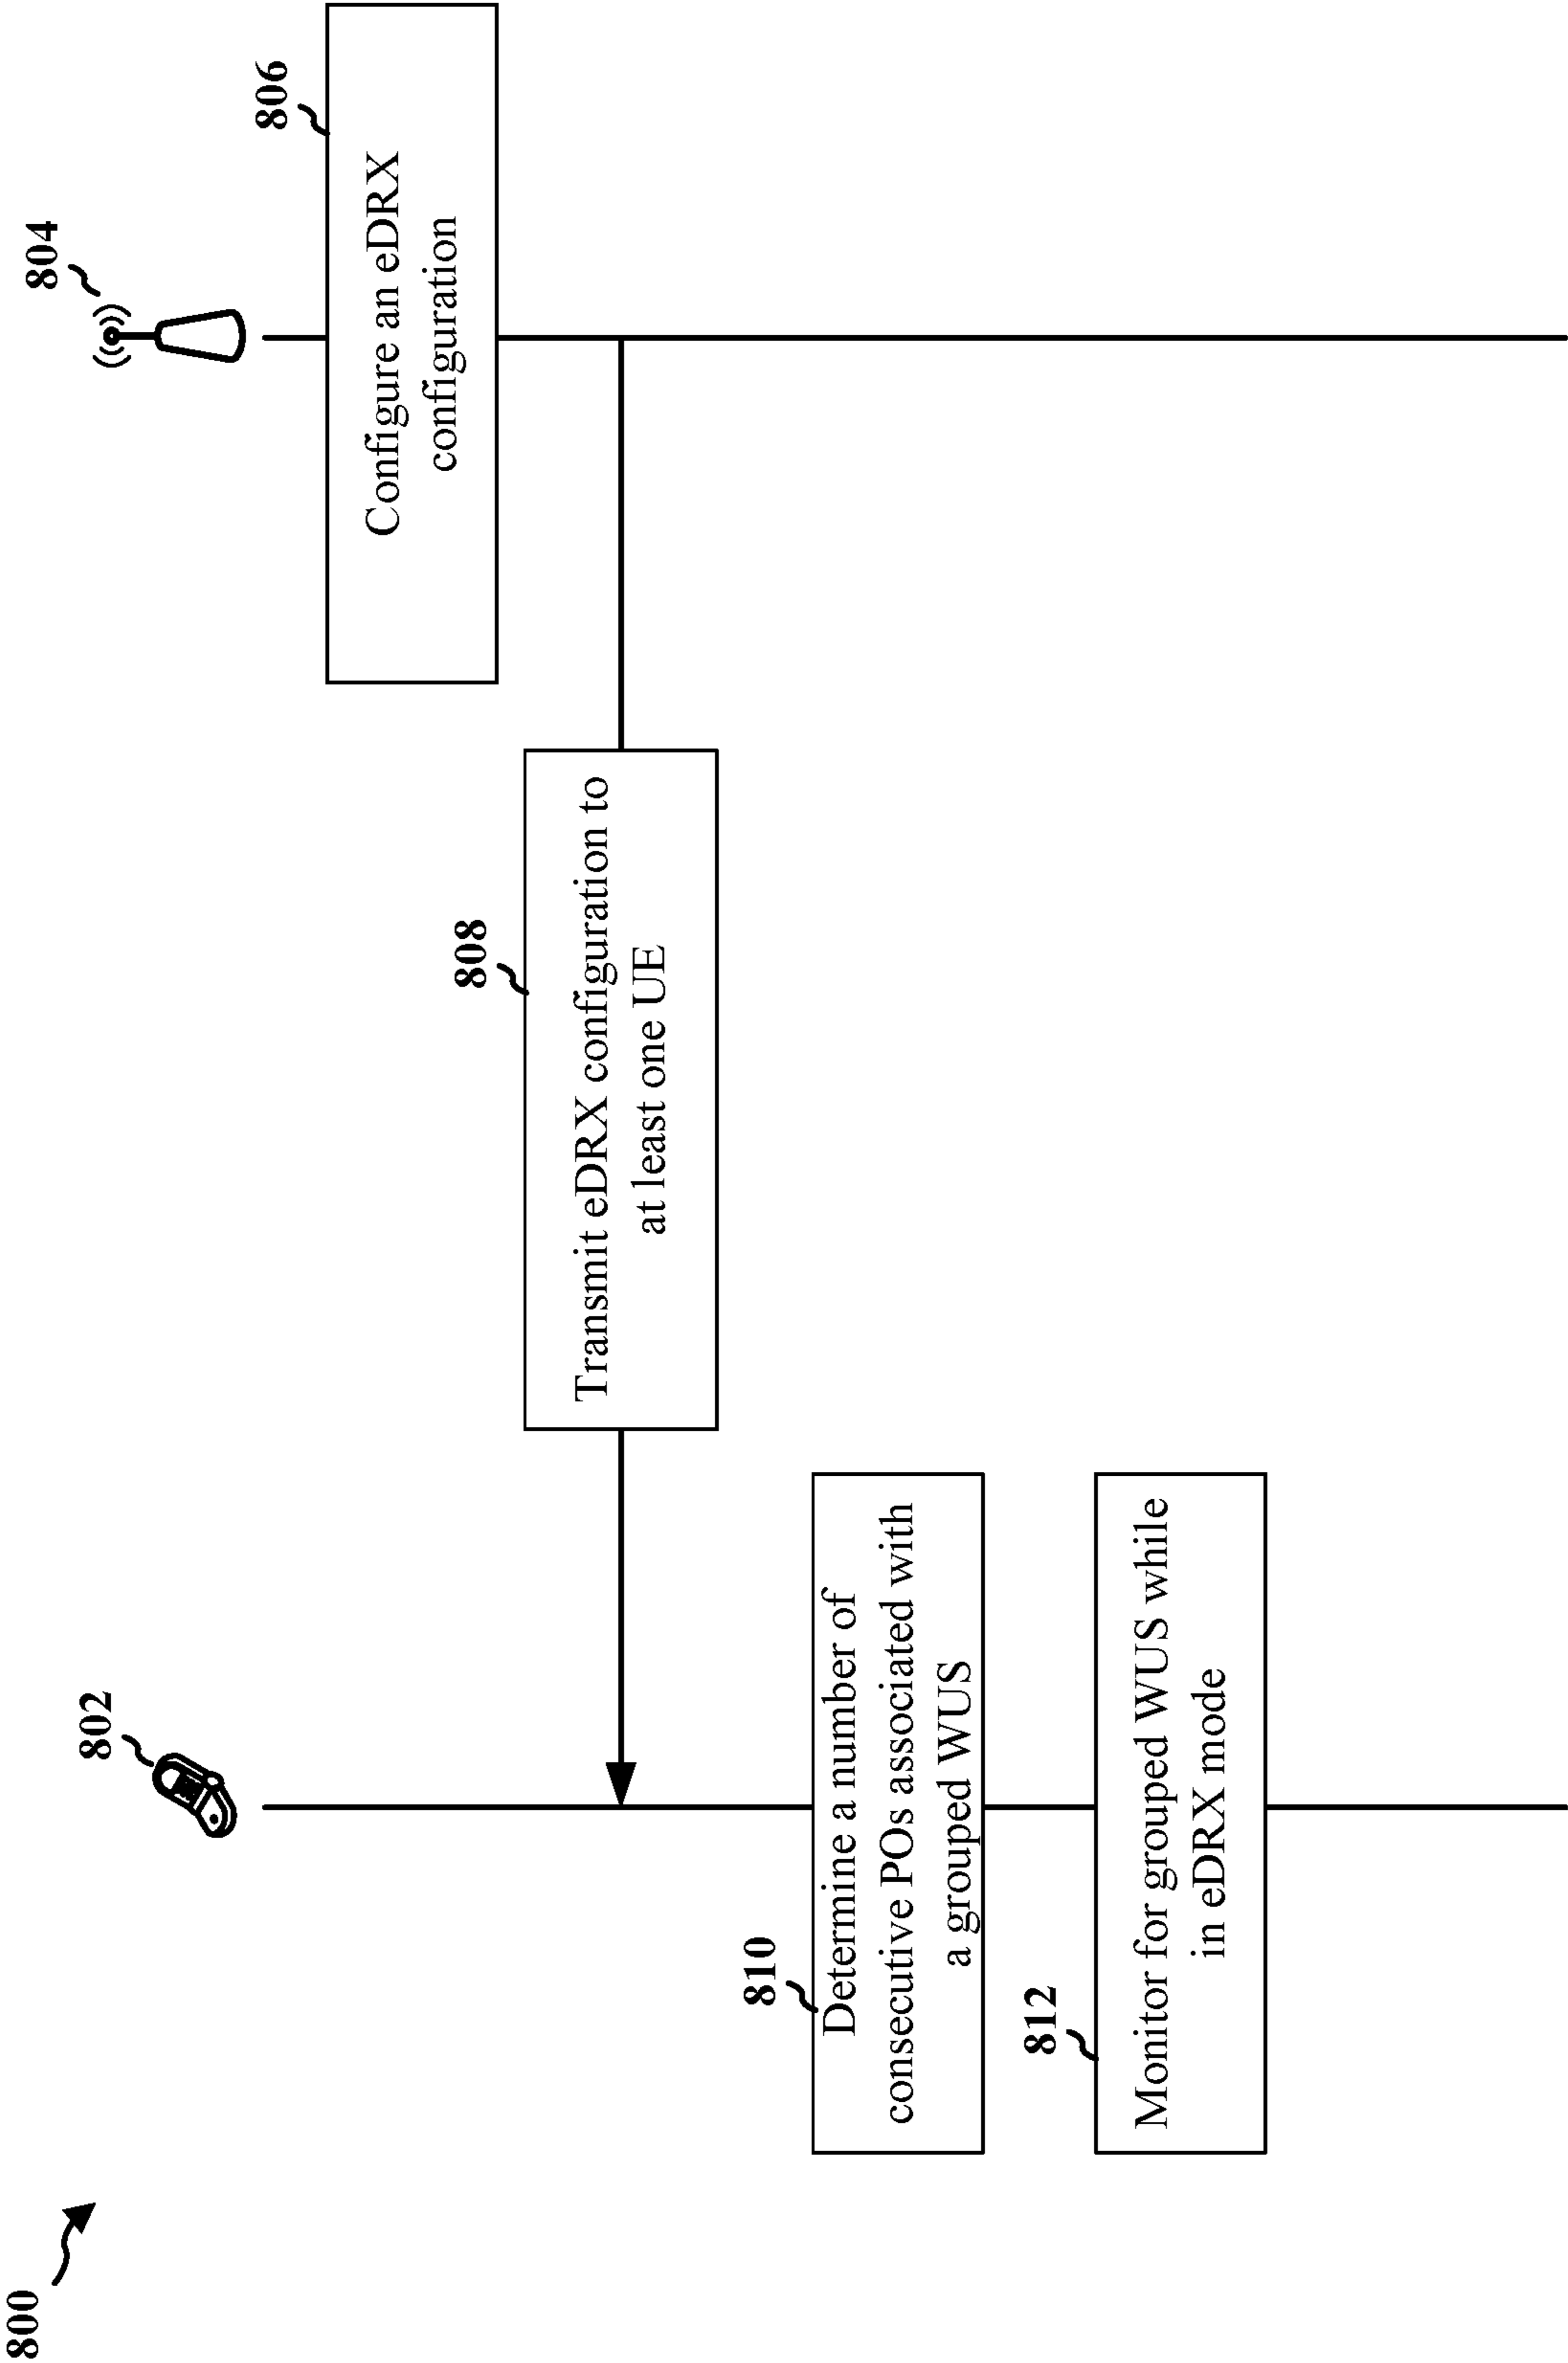 800
802
804
806
Configure an eDRX
configuration
808
Transmit eDRX configuration to
at least one UE
810
Determine a number of
consecutive POs associated with
a grouped WUS
812
Monitor for grouped WUS while
in eDRX mode